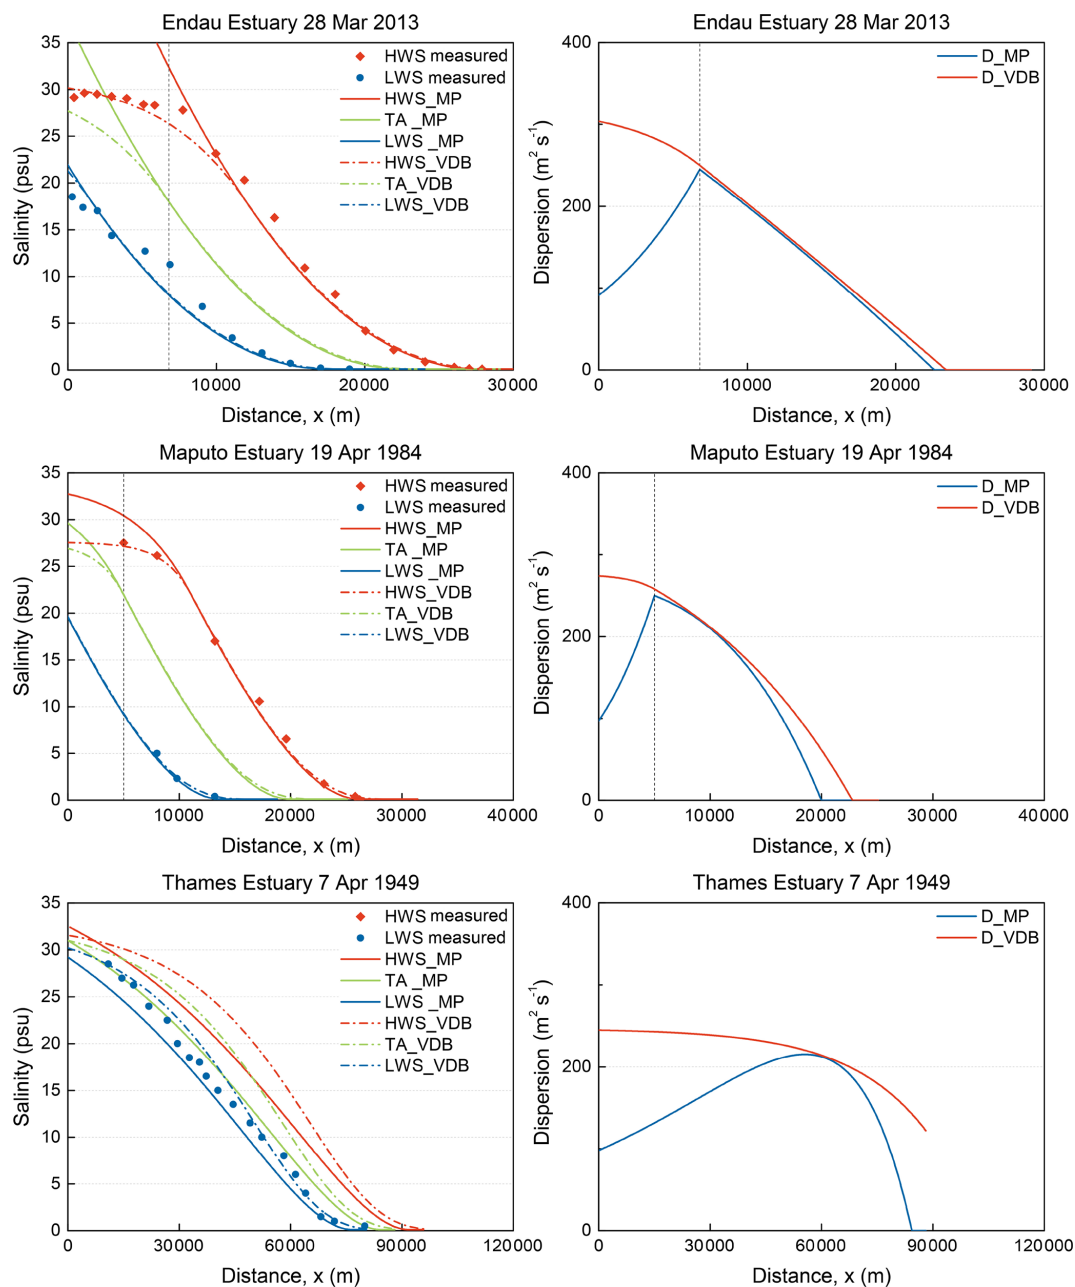 Endau Estuary 28 Mar 2013
35
30
25
20
15
10
5
0
Salinity (psu)
HWS measured
LWS measured
HWS_MP
TA _MP
LWS _MP
HWS_VDB
TA_VDB
LWS_VDB
0
10000
20000
30000
Distance, x (m)
400
200
0
Dispersion (m² s⁻¹)
D_MP
D_VDB
0
10000
20000
30000
Distance, x (m)
Maputo Estuary 19 Apr 1984
35
30
25
20
15
10
5
0
Salinity (psu)
HWS measured
LWS measured
HWS_MP
TA _MP
LWS _MP
HWS_VDB
TA_VDB
LWS_VDB
0
10000
20000
30000
40000
Distance, x (m)
Maputo Estuary 19 Apr 1984
400
200
0
Dispersion (m² s⁻¹)
D_MP
D_VDB
0
10000
20000
30000
40000
Distance, x (m)
Thames Estuary 7 Apr 1949
35
30
25
20
15
10
5
0
Salinity (psu)
HWS measured
LWS measured
HWS_MP
TA _MP
LWS _MP
HWS_VDB
TA_VDB
LWS_VDB
0
30000
60000
90000
120000
Distance, x (m)
Thames Estuary 7 Apr 1949
400
200
0
Dispersion (m² s⁻¹)
D_MP
D_VDB
0
30000
60000
90000
120000
Distance, x (m)
Endau Estuary 28 Mar 2013